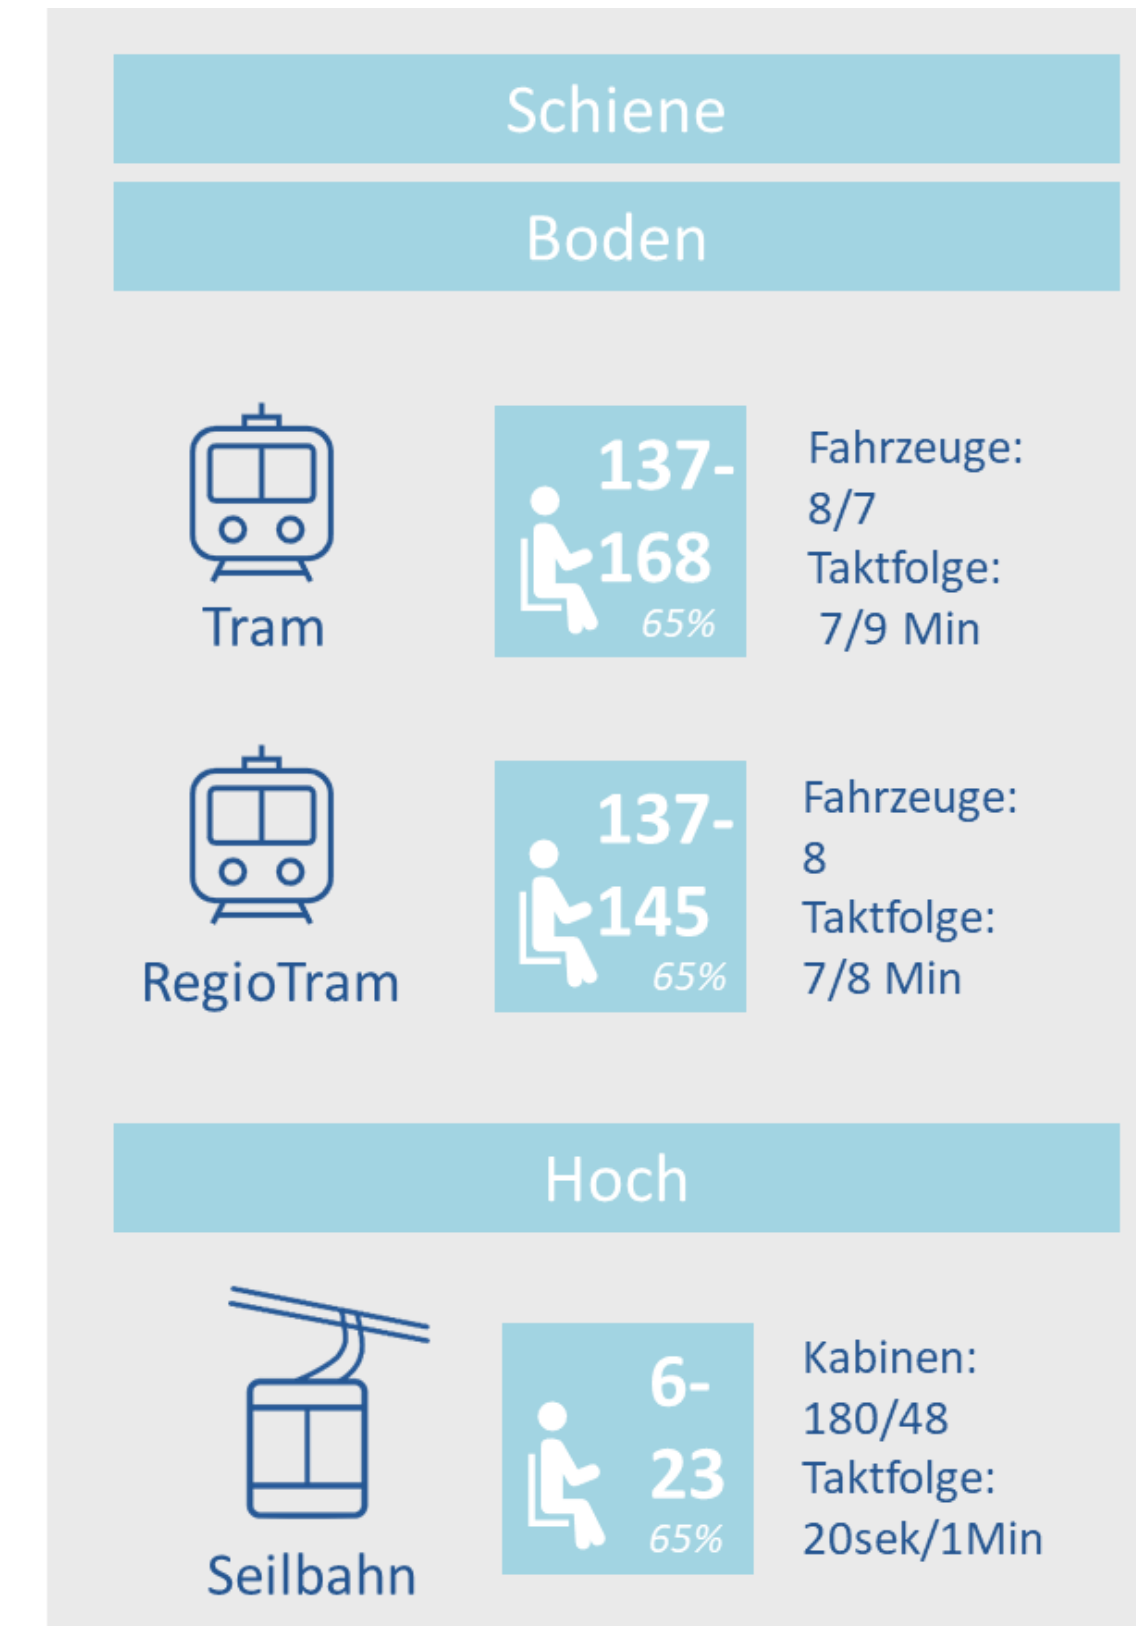 Schiene
Boden
137-
168
65%
Tram
Fahrzeuge:
8/7
Taktfolge:
7/9 Min
137-
145
65%
RegioTram
Fahrzeuge:
8
Taktfolge:
7/8 Min
Hoch
6-
23
65%
Seilbahn
Kabinen:
180/48
Taktfolge:
20sek/1Min